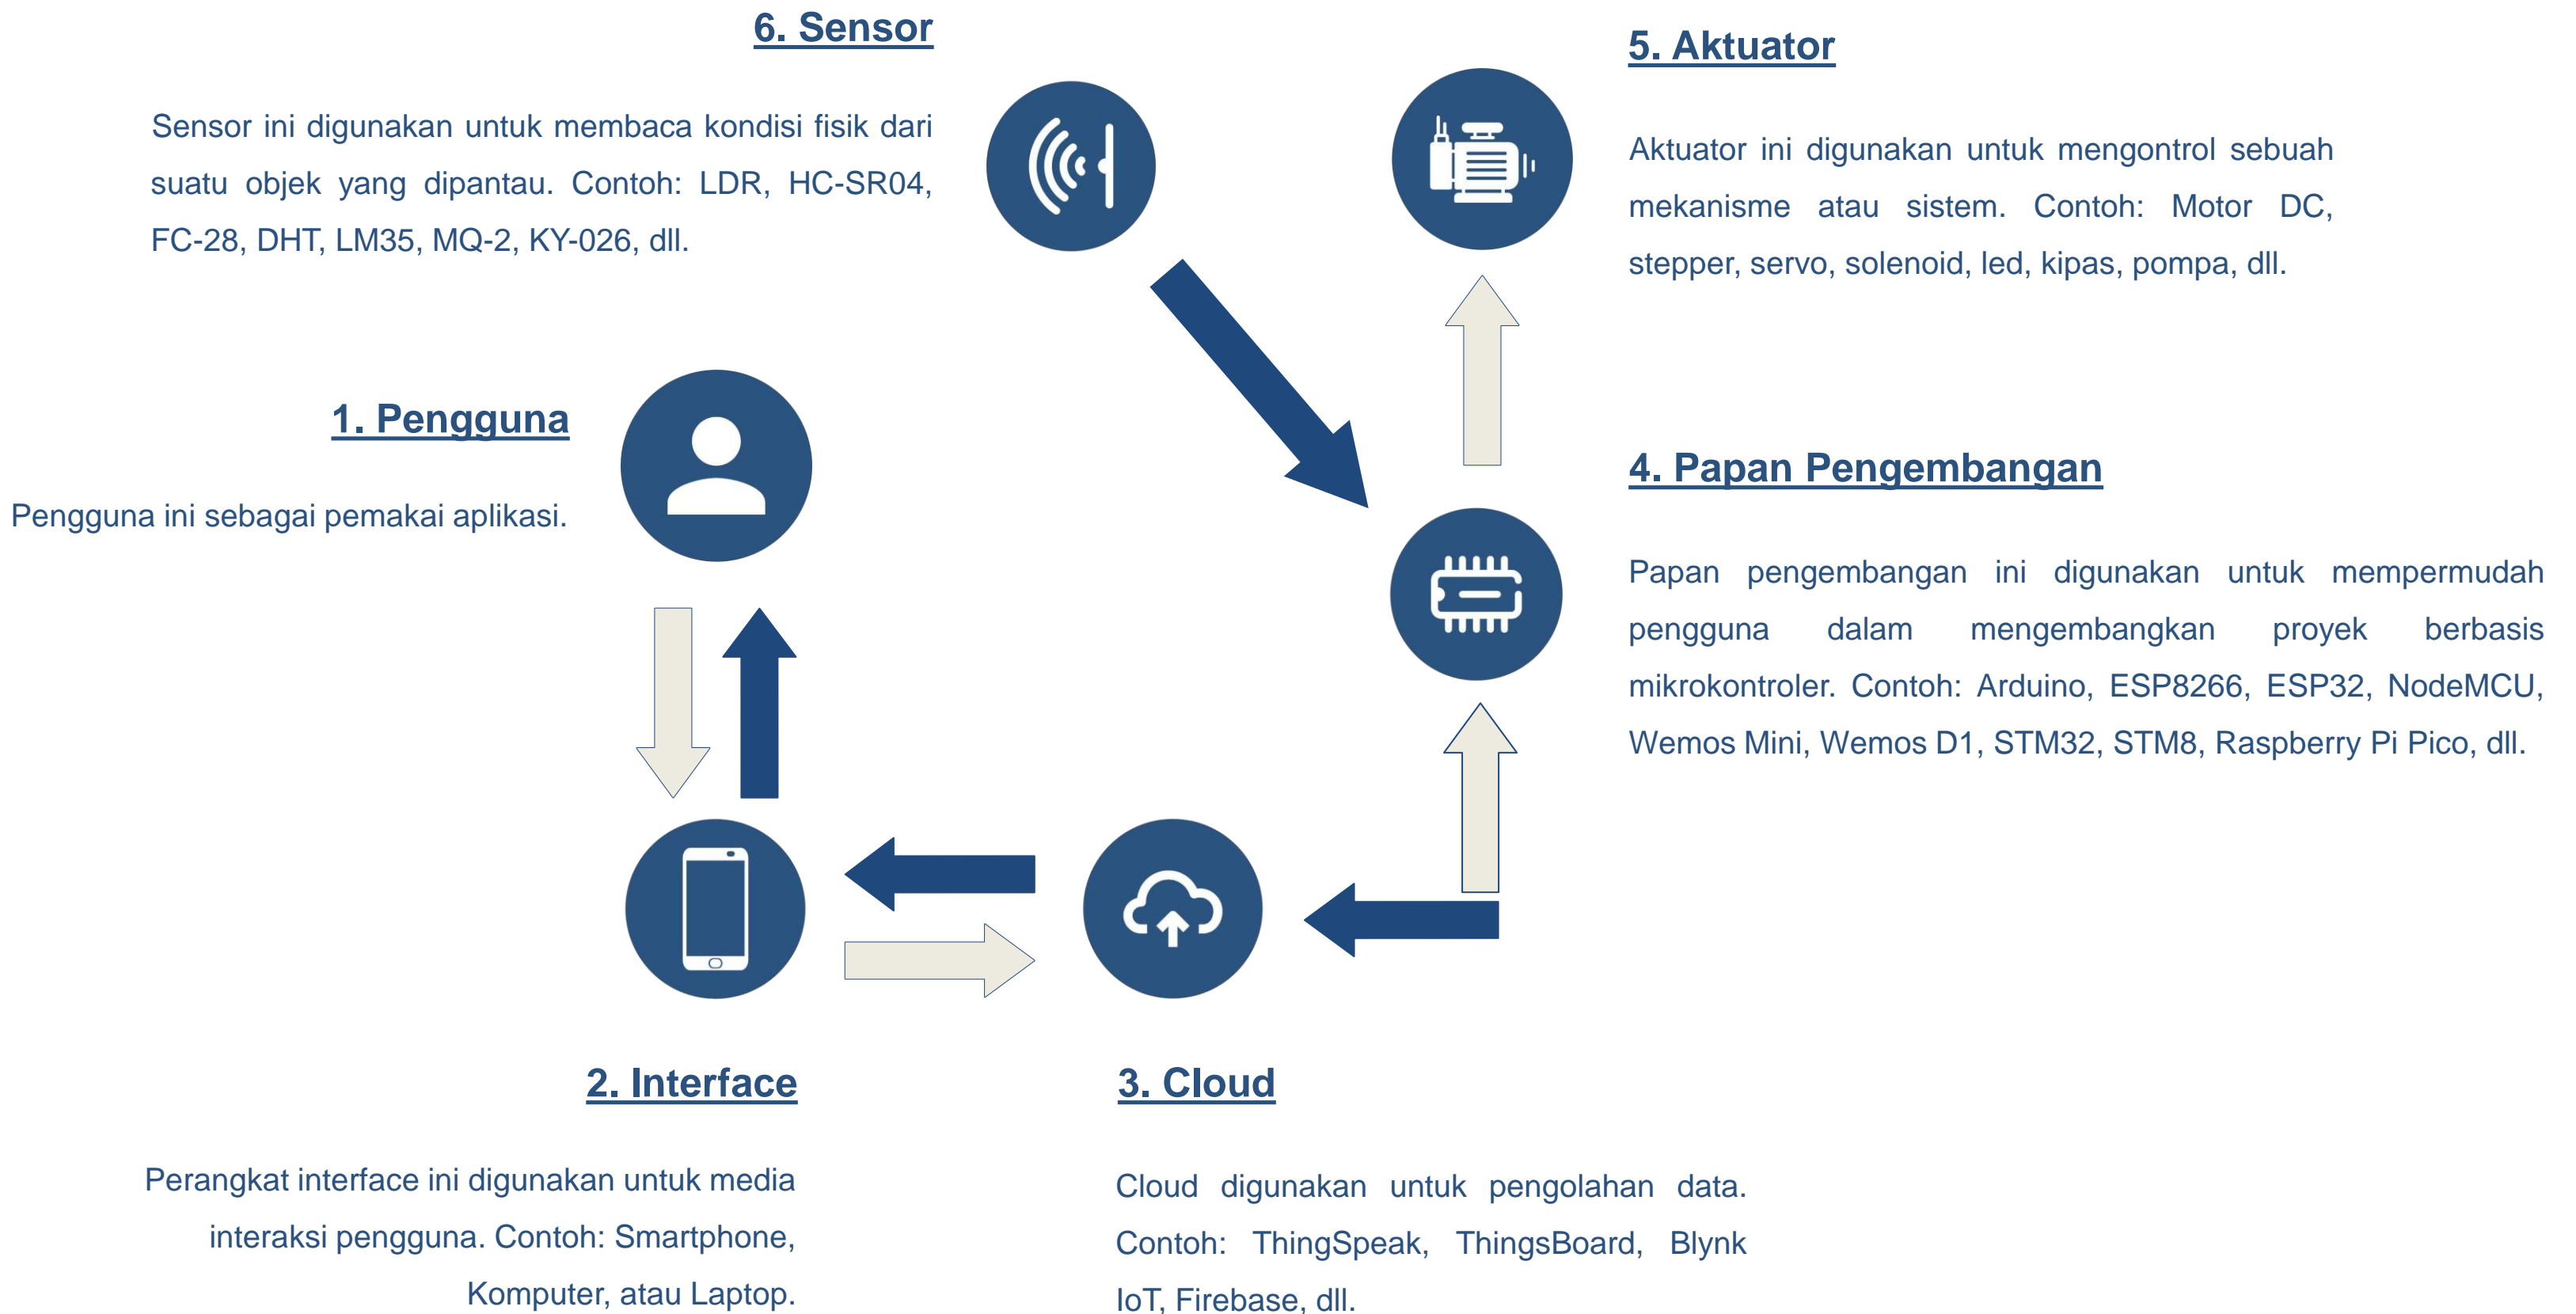 6. Sensor
Sensor ini digunakan untuk membaca kondisi fisik dari
suatu objek yang dipantau. Contoh: LDR, HC-SR04,
FC-28, DHT, LM35, MQ-2, KY-026, dll.
5. Aktuator
Aktuator ini digunakan untuk mengontrol sebuah
mekanisme atau sistem. Contoh: Motor DC,
stepper, servo, solenoid, led, kipas, pompa, dll.
1. Pengguna
Pengguna ini sebagai pemakai aplikasi.
4. Papan Pengembangan
Papan pengembangan ini digunakan untuk mempermudah
pengguna dalam mengembangkan proyek berbasis
mikrokontroler. Contoh: Arduino, ESP8266, ESP32, NodeMCU,
Wemos Mini, Wemos D1, STM32, STM8, Raspberry Pi Pico, dll.
2. Interface
Perangkat interface ini digunakan untuk media
interaksi pengguna. Contoh: Smartphone,
Komputer, atau Laptop.
3. Cloud
Cloud digunakan untuk pengolahan data.
Contoh: ThingSpeak, ThingsBoard, Blynk
IoT, Firebase, dll.